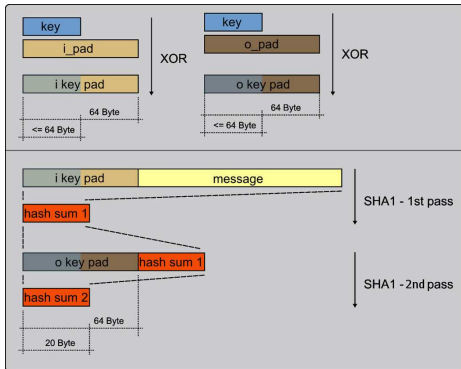 key
i_pad
XOR
i key pad
64 Byte
<= 64 Byte
key
o_pad
XOR
o key pad
64 Byte
<= 64 Byte
i key pad message
SHA1 - 1st pass
hash sum 1
o key pad hash sum 1
SHA1 - 2nd pass
hash sum 2
64 Byte
20 Byte